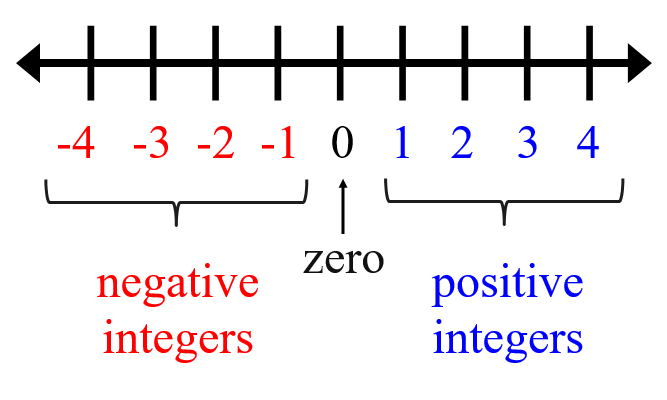 -4 -3 -2 -1 0 1 2 3 4
zero
negative
integers
positive
integers